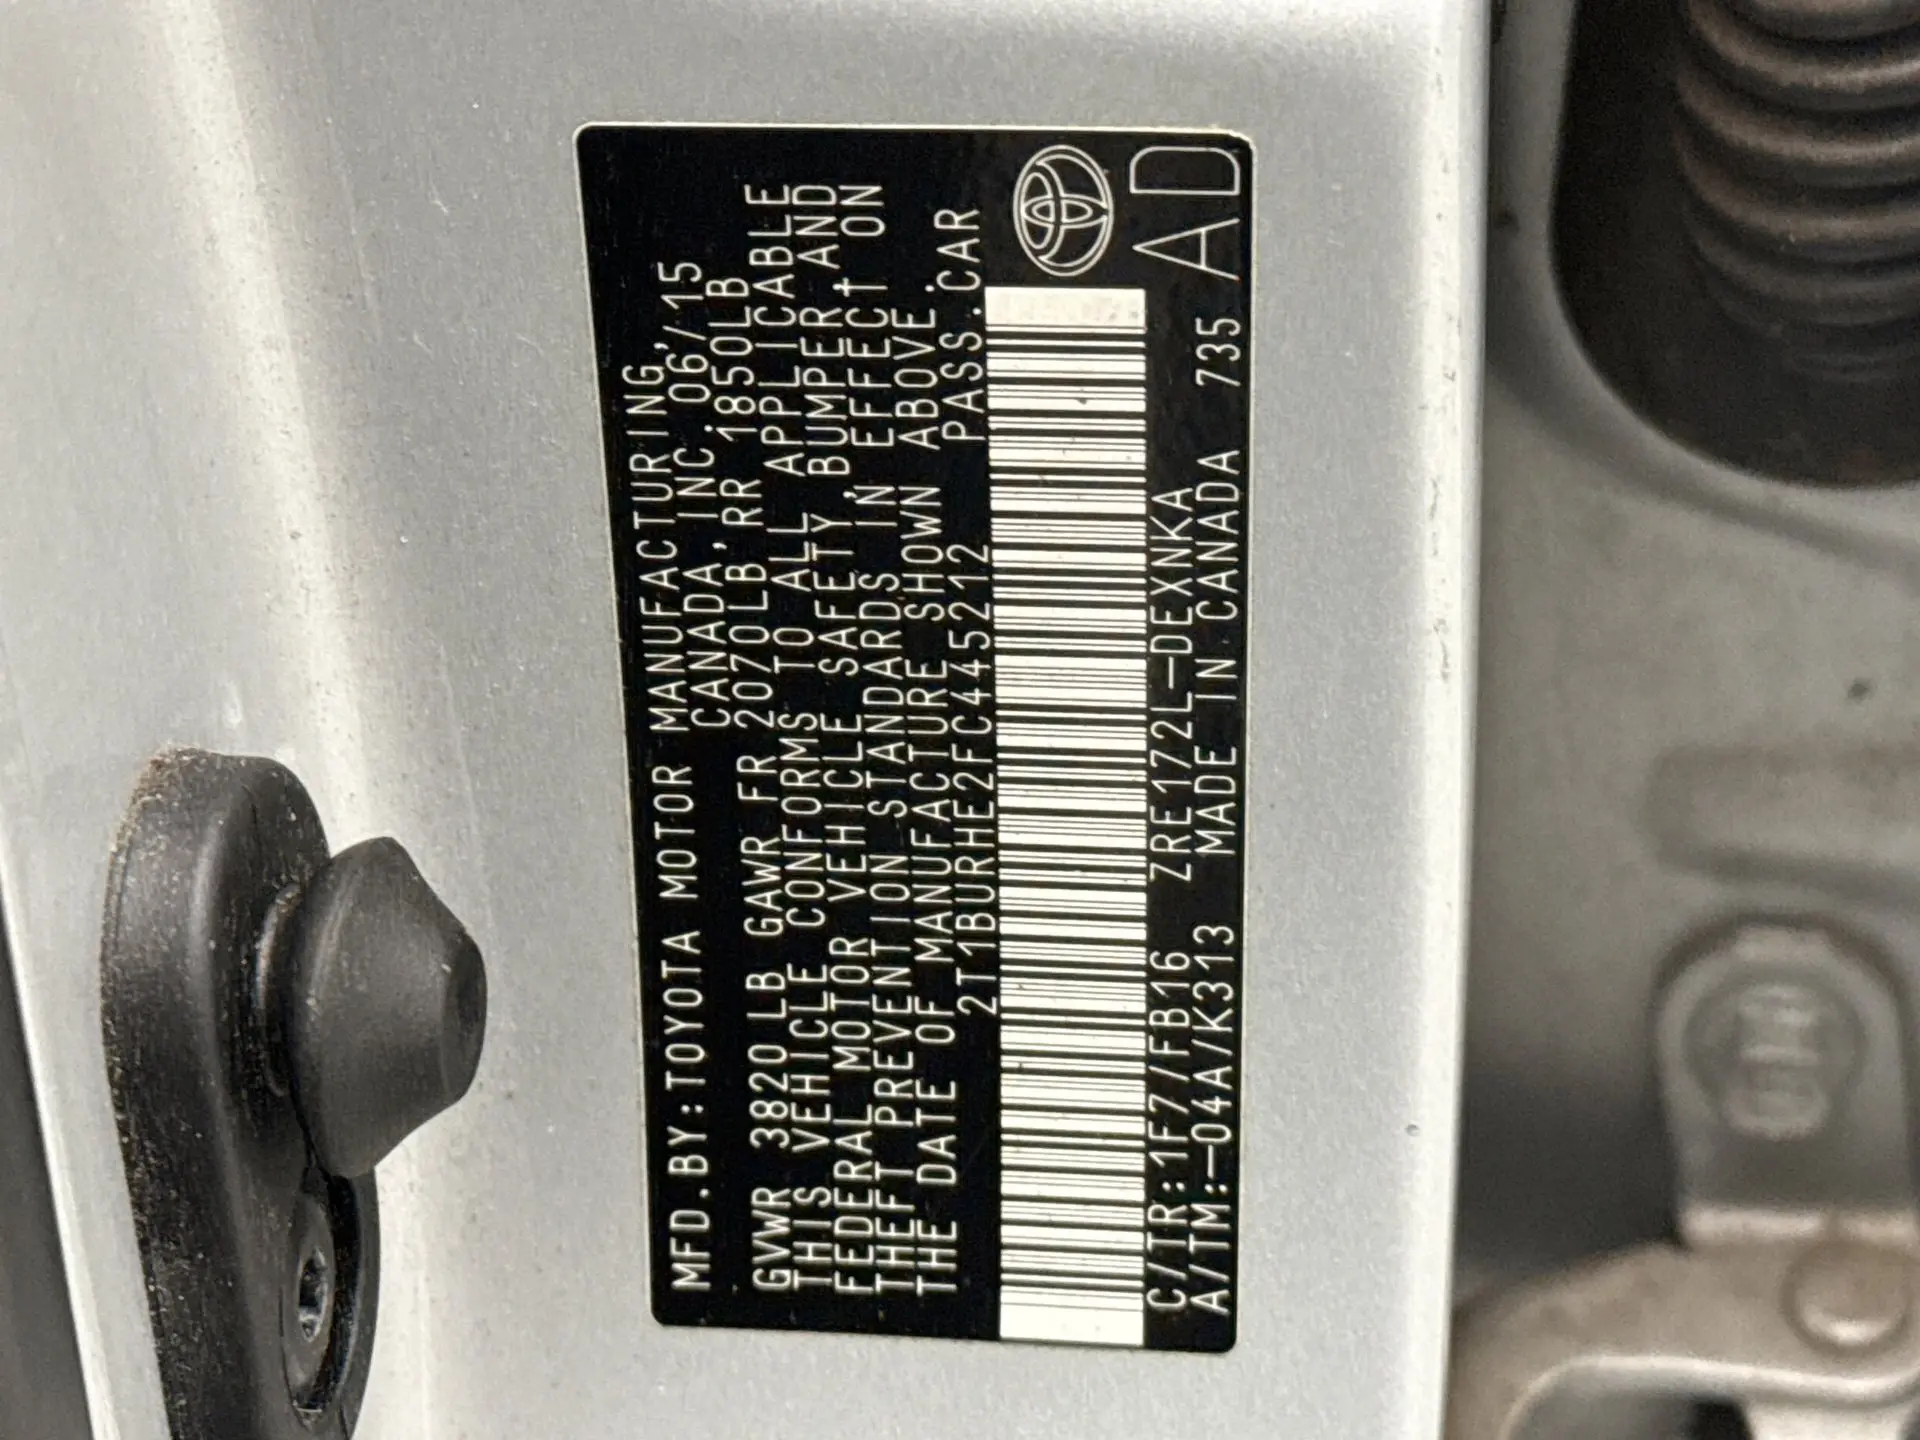 MFD.BY:TOYOTA MOTOR MANUFACTURING,
CANADA, INC. 06/15
GVWR 3820 LB GAWR FR 2070LB,RR 1850LB
THIS VEHICLE CONFORMS TO ALL APPLICABLE
FEDERAL MOTOR VEHICLE SAFETY, BUMPER, AND
THEFT PREVENTION STANDARDS IN EFFECT ON
THE DATE OF MANUFACTURE SHOWN ABOVE.
2T1BURHE2FC445212 PASS.CAR
C/TR:1F7/FB16 ZRE172L-DEXNKA
A/TM:-04A/K313 MADE IN CANADA 735
AD